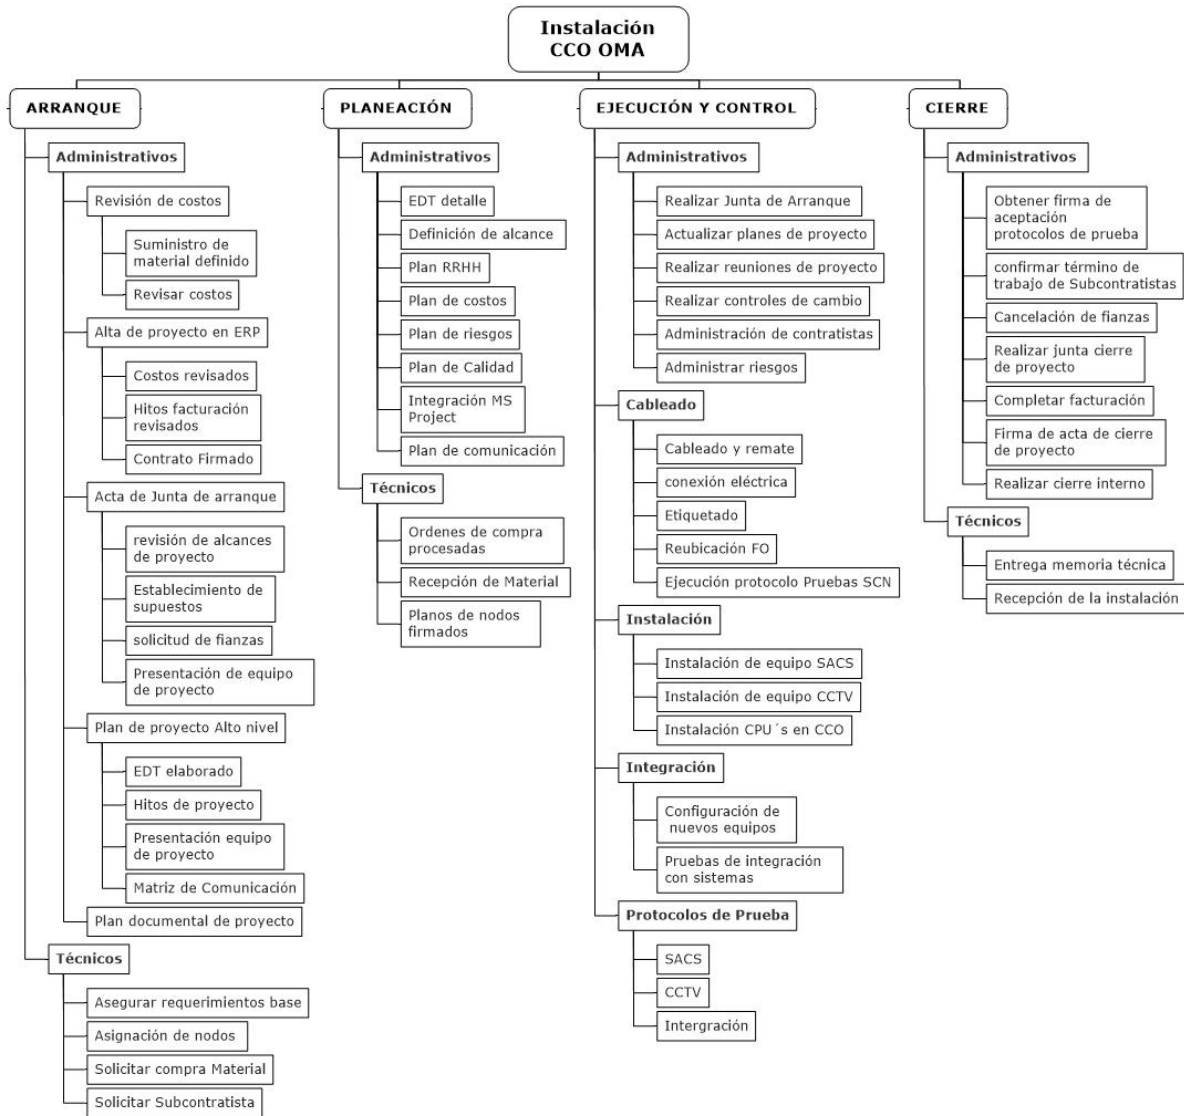 Instalación
CCO OMA
ARRANQUE
Administrativos
Revisión de costos
Suministro de
material definido
Revisar costos
Alta de proyecto en ERP
Costos revisados
Hitos facturación
revisados
Contrato Firmado
Acta de Junta de arranque
revisión de alcances
de proyecto
Establecimiento de
supuestos
solicitud de fianzas
Presentación de equipo
de proyecto
Plan de proyecto Alto nivel
EDT elaborado
Hitos de proyecto
Presentación equipo
de proyecto
Matriz de Comunicación
Plan documental de proyecto
Técnicos
Asegurar requerimientos base
Asignación de nodos
Solicitar compra Material
Solicitar Subcontratista
PLANEACIÓN
Administrativos
EDT detalle
Definición de alcance
Plan RRHH
Plan de costos
Plan de riesgos
Plan de Calidad
Integración MS
Project
Plan de comunicación
Técnicos
Ordenes de compra
procesadas
Recepción de Material
Planos de nodos
firmados
EJECUCIÓN Y CONTROL
Administrativos
Realizar Junta de Arranque
Actualizar planes de proyecto
Realizar reuniones de proyecto
Realizar controles de cambio
Administración de contratistas
Administrar riesgos
Cableado
Cableado y remate
conexión eléctrica
Etiquetado
Reubicación FO
Ejecución protocolo Pruebas SCN
Instalación
Instalación de equipo SACS
Instalación de equipo CCTV
Instalación CPU´s en CCO
Integración
Configuración de
nuevos equipos
Pruebas de integración
con sistemas
Protocolos de Prueba
SACS
CCTV
Intergración
CIERRE
Administrativos
Obtener firma de
aceptación
protocolos de prueba
confirmar término de
trabajo de Subcontratistas
Cancelación de fianzas
Realizar junta cierre
de proyecto
Completar facturación
Firma de acta de cierre
de proyecto
Realizar cierre interno
Técnicos
Entrega memoria técnica
Recepción de la instalación